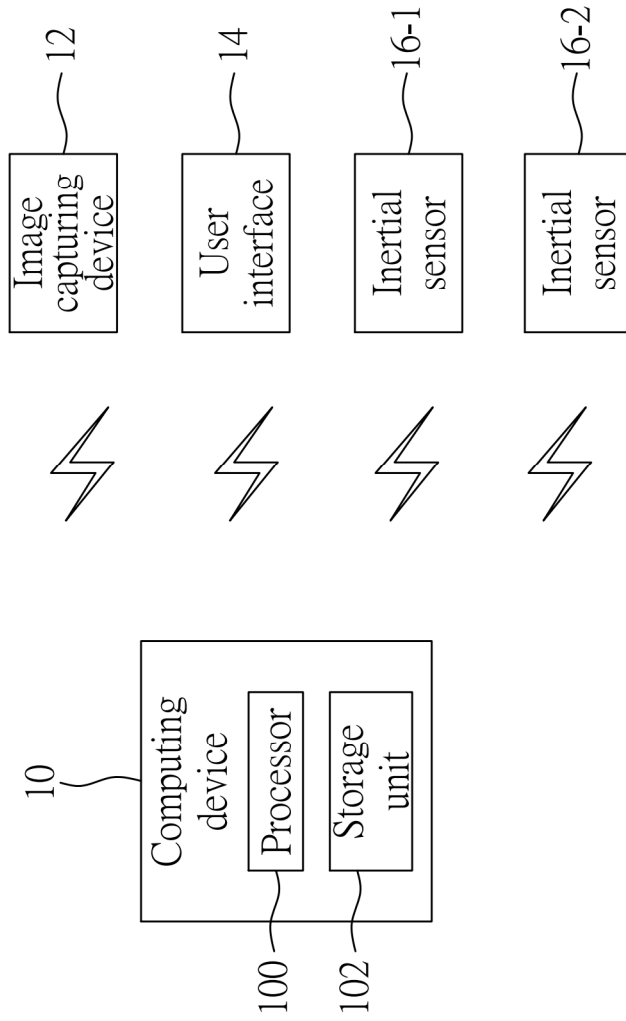 10
Computing
device
Processor
100
Storage
unit
102
Image
capturing
device
12
User
interface
14
Inertial
sensor
16-1
Inertial
sensor
16-2